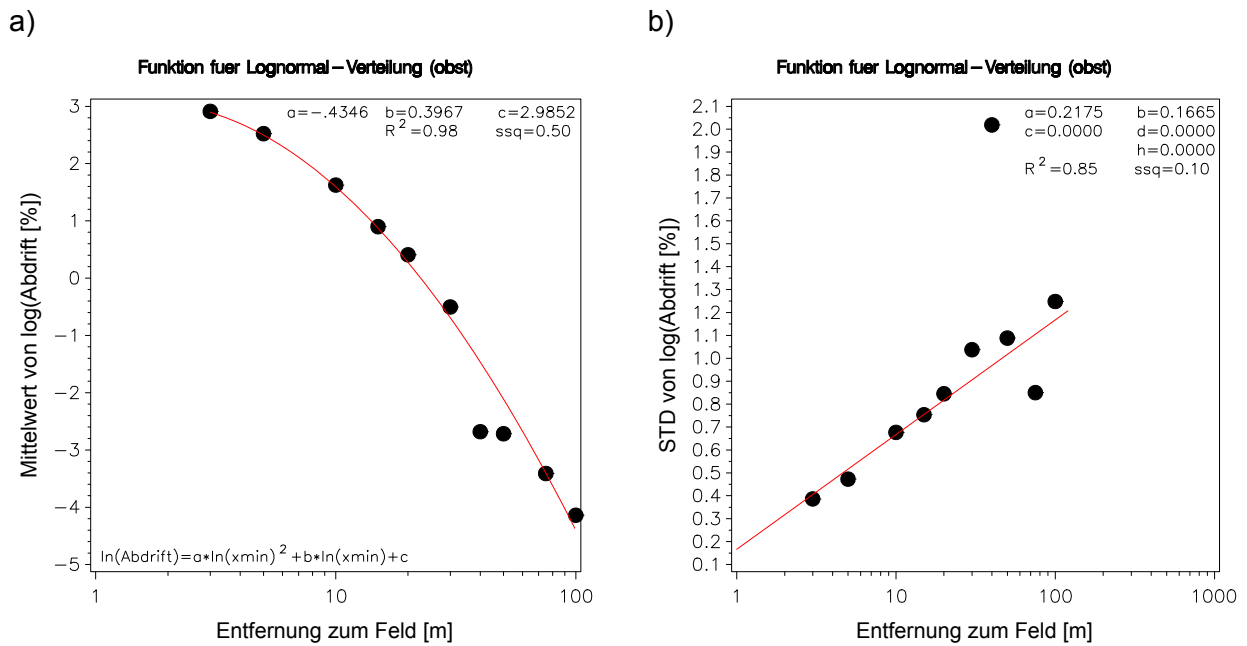 a)
Funktion fuer Lognormal-Verteilung (obst)
a=-.4346 b=0.3967 c=2.9852
R²=0.98 ssq=0.50
3
2
1
0
-1
-2
-3
-4
-5
Mittelwert von log(Abdrift [%])
ln(Abdrift)=a*ln(xmin)²+b*ln(xmin)+c
1 10 100
Entfernung zum Feld [m]
b)
Funktion fuer Lognormal-Verteilung (obst)
a=0.2175 b=0.1665
c=0.0000 d=0.0000
h=0.0000
R²=0.85 ssq=0.10
2.1
2.0
1.9
1.8
1.7
1.6
1.5
1.4
1.3
1.2
1.1
1.0
0.9
0.8
0.7
0.6
0.5
0.4
0.3
0.2
0.1
STD von log(Abdrift [%])
1 10 100 1000
Entfernung zum Feld [m]